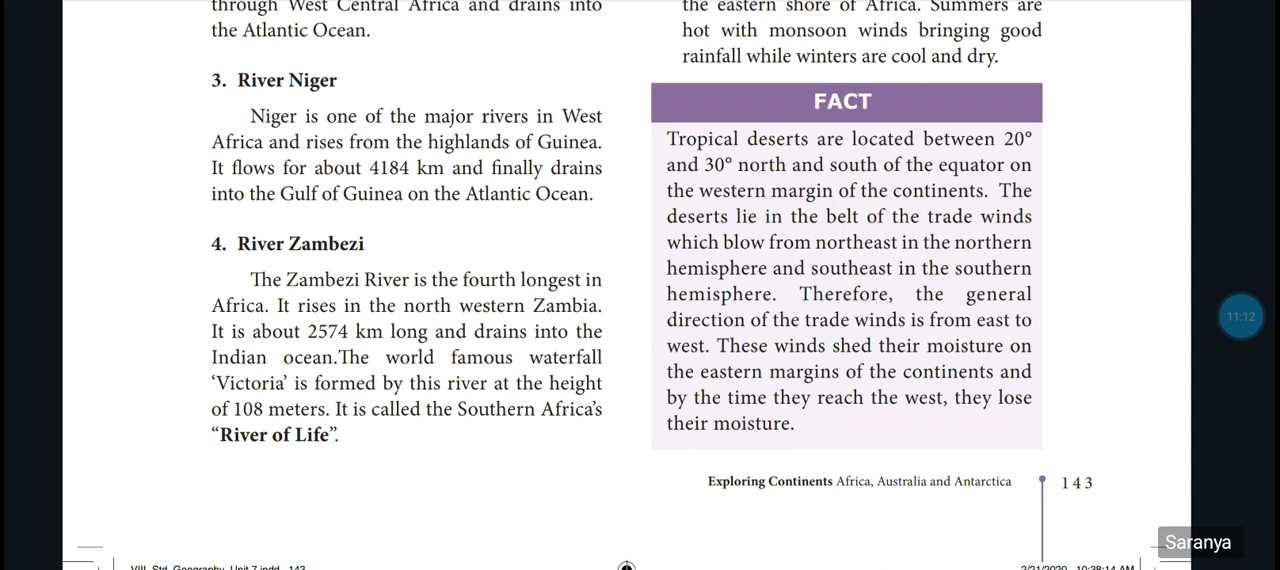 through West Central Africa and drains into
the Atlantic Ocean.
3. River Niger
Niger is one of the major rivers in West
Africa and rises from the highlands of Guinea.
It flows for about 4184 km and finally drains
into the Gulf of Guinea on the Atlantic Ocean.
4. River Zambezi
The Zambezi River is the fourth longest in
Africa. It rises in the north western Zambia.
It is about 2574 km long and drains into the
Indian ocean.The world famous waterfall
‘Victoria’ is formed by this river at the height
of 108 meters. It is called the Southern Africa’s
“River of Life”.
the eastern shore of Africa. Summers are
hot with monsoon winds bringing good
rainfall while winters are cool and dry.
FACT
Tropical deserts are located between 20°
and 30° north and south of the equator on
the western margin of the continents. The
deserts lie in the belt of the trade winds
which blow from northeast in the northern
hemisphere and southeast in the southern
hemisphere. Therefore, the general
direction of the trade winds is from east to
west. These winds shed their moisture on
the eastern margins of the continents and
by the time they reach the west, they lose
their moisture.
Exploring Continents Africa, Australia and Antarctica 143
11:12
Saranya
VIII_Std_Geography_Unit 7.indd 143
2/21/2020 10:38:14 AM